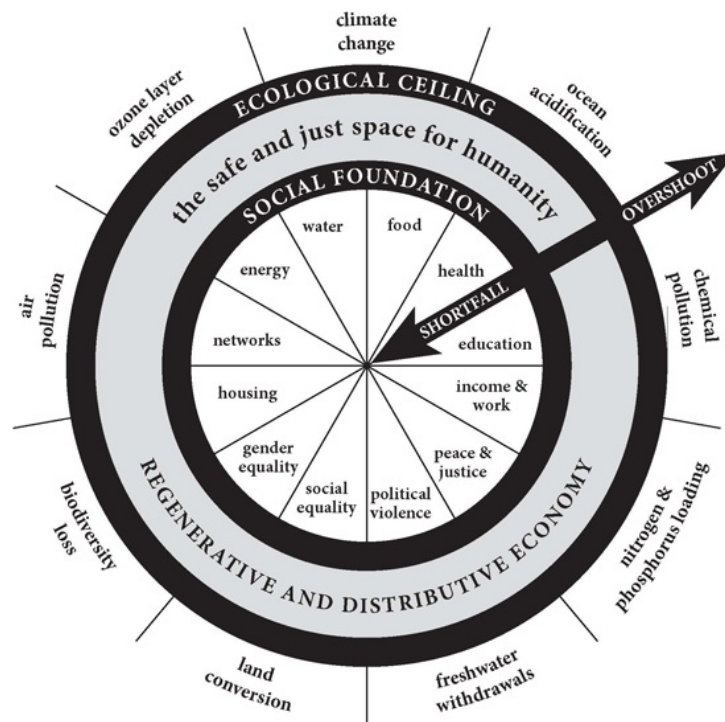 climate
change
ocean
acidification
chemical
pollution
nitrogen &
phosphorus loading
freshwater
withdrawals
land
conversion
biodiversity
loss
air
pollution
ozone layer
depletion
ECOLOGICAL CEILING
the safe and just space for humanity
SOCIAL FOUNDATION
OVERSHOOT
SHORTFALL
water
food
health
education
income &
work
peace &
justice
political
violence
social
equality
gender
equality
housing
networks
energy
REGENERATIVE AND DISTRIBUTIVE ECONOMY